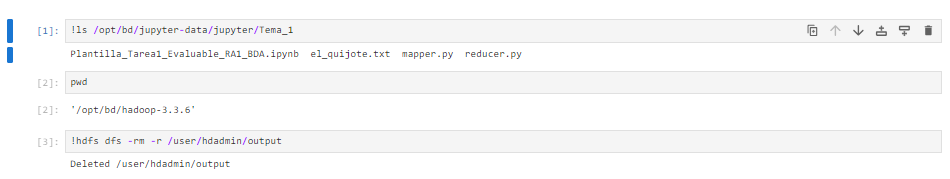 [1]: !ls /opt/bd/jupyter-data/jupyter/Tema_1
Plantilla_Tarea1_Evaluable_RA1_BDA.ipynb el_quijote.txt mapper.py reducer.py
[2]: pwd
[2]: '/opt/bd/hadoop-3.3.6'
[3]: !hdfs dfs -rm -r /user/hdadmin/output
Deleted /user/hdadmin/output